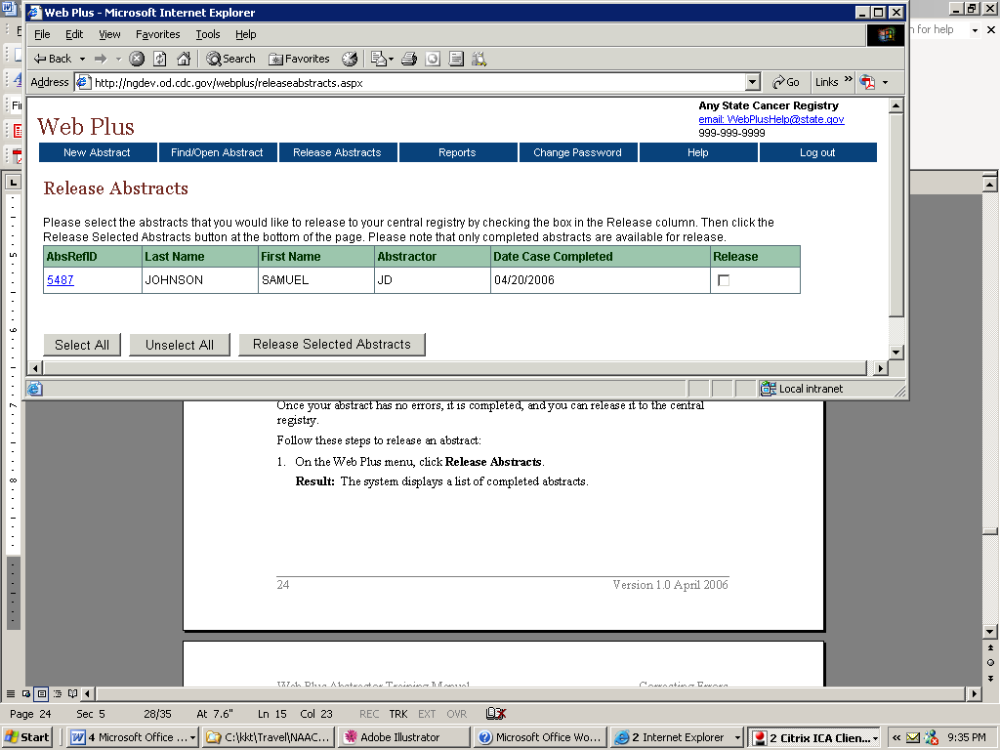 Web Plus - Microsoft Internet Explorer
File Edit View Favorites Tools Help
n for help
Back Search Favorites
Address http://ngdev.od.cdc.gov/webplus/releaseabstracts.aspx Go Links »
Any State Cancer Registry
Web Plus
email: WebPlusHelp@state.gov
999-999-9999
New Abstract Find/Open Abstract Release Abstracts Reports Change Password Help Log out
Release Abstracts
Please select the abstracts that you would like to release to your central registry by checking the box in the Release column. Then click the
Release Selected Abstracts button at the bottom of the page. Please note that only completed abstracts are available for release.
AbsRefID Last Name First Name Abstractor Date Case Completed Release
5487 JOHNSON SAMUEL JD 04/20/2006
Select All Unselect All Release Selected Abstracts
Local intranet
Once your abstract has no errors, it is completed, and you can release it to the central
registry.
Follow these steps to release an abstract:
1. On the Web Plus menu, click Release Abstracts.
Result: The system displays a list of completed abstracts.
24 Version 1.0 April 2006
Web Plus Abstractor Training Manual Correcting Errors
Page 24 Sec 5 28/35 At 7.6" Ln 15 Col 23 REC TRK EXT OVR
Start 4 Microsoft Office ... C:\kkt\Travel\NAAC... Adobe Illustrator Microsoft Office Wo... 2 Internet Explorer 2 Citrix ICA Clien... « 9:35 PM